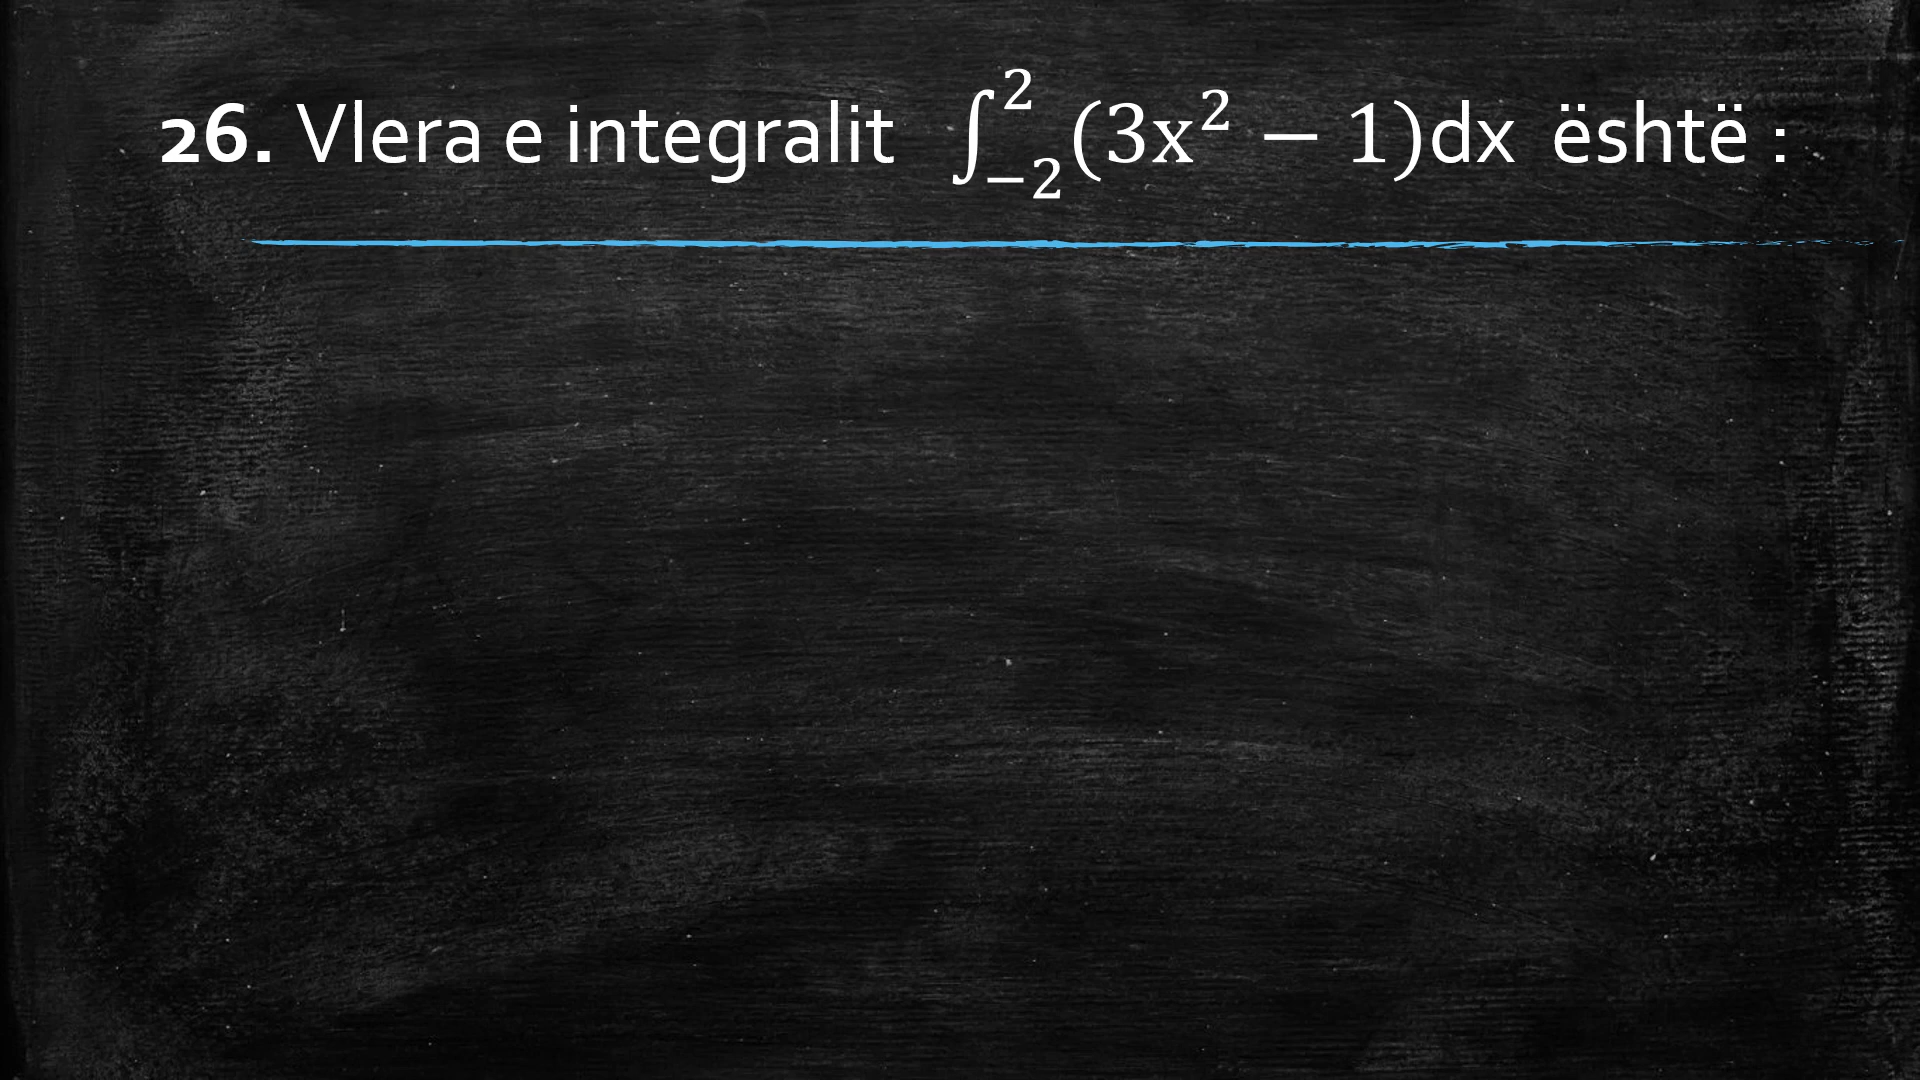 26. Vlera e integralit ∫₋₂²(3x² − 1)dx është :